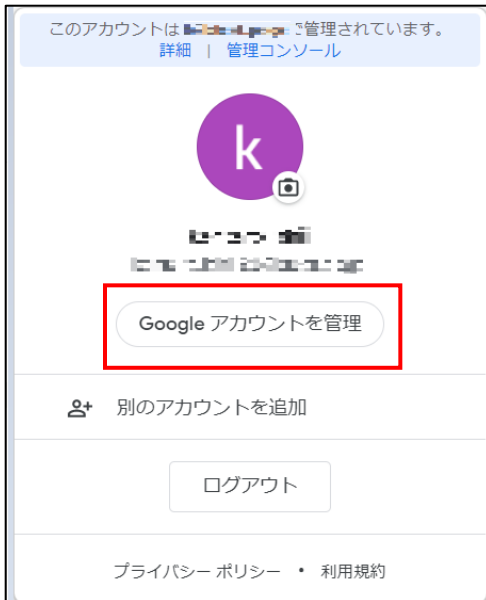 このアカウントは で管理されています。
詳細 | 管理コンソール
k
Google アカウントを管理
別のアカウントを追加
ログアウト
プライバシー ポリシー • 利用規約